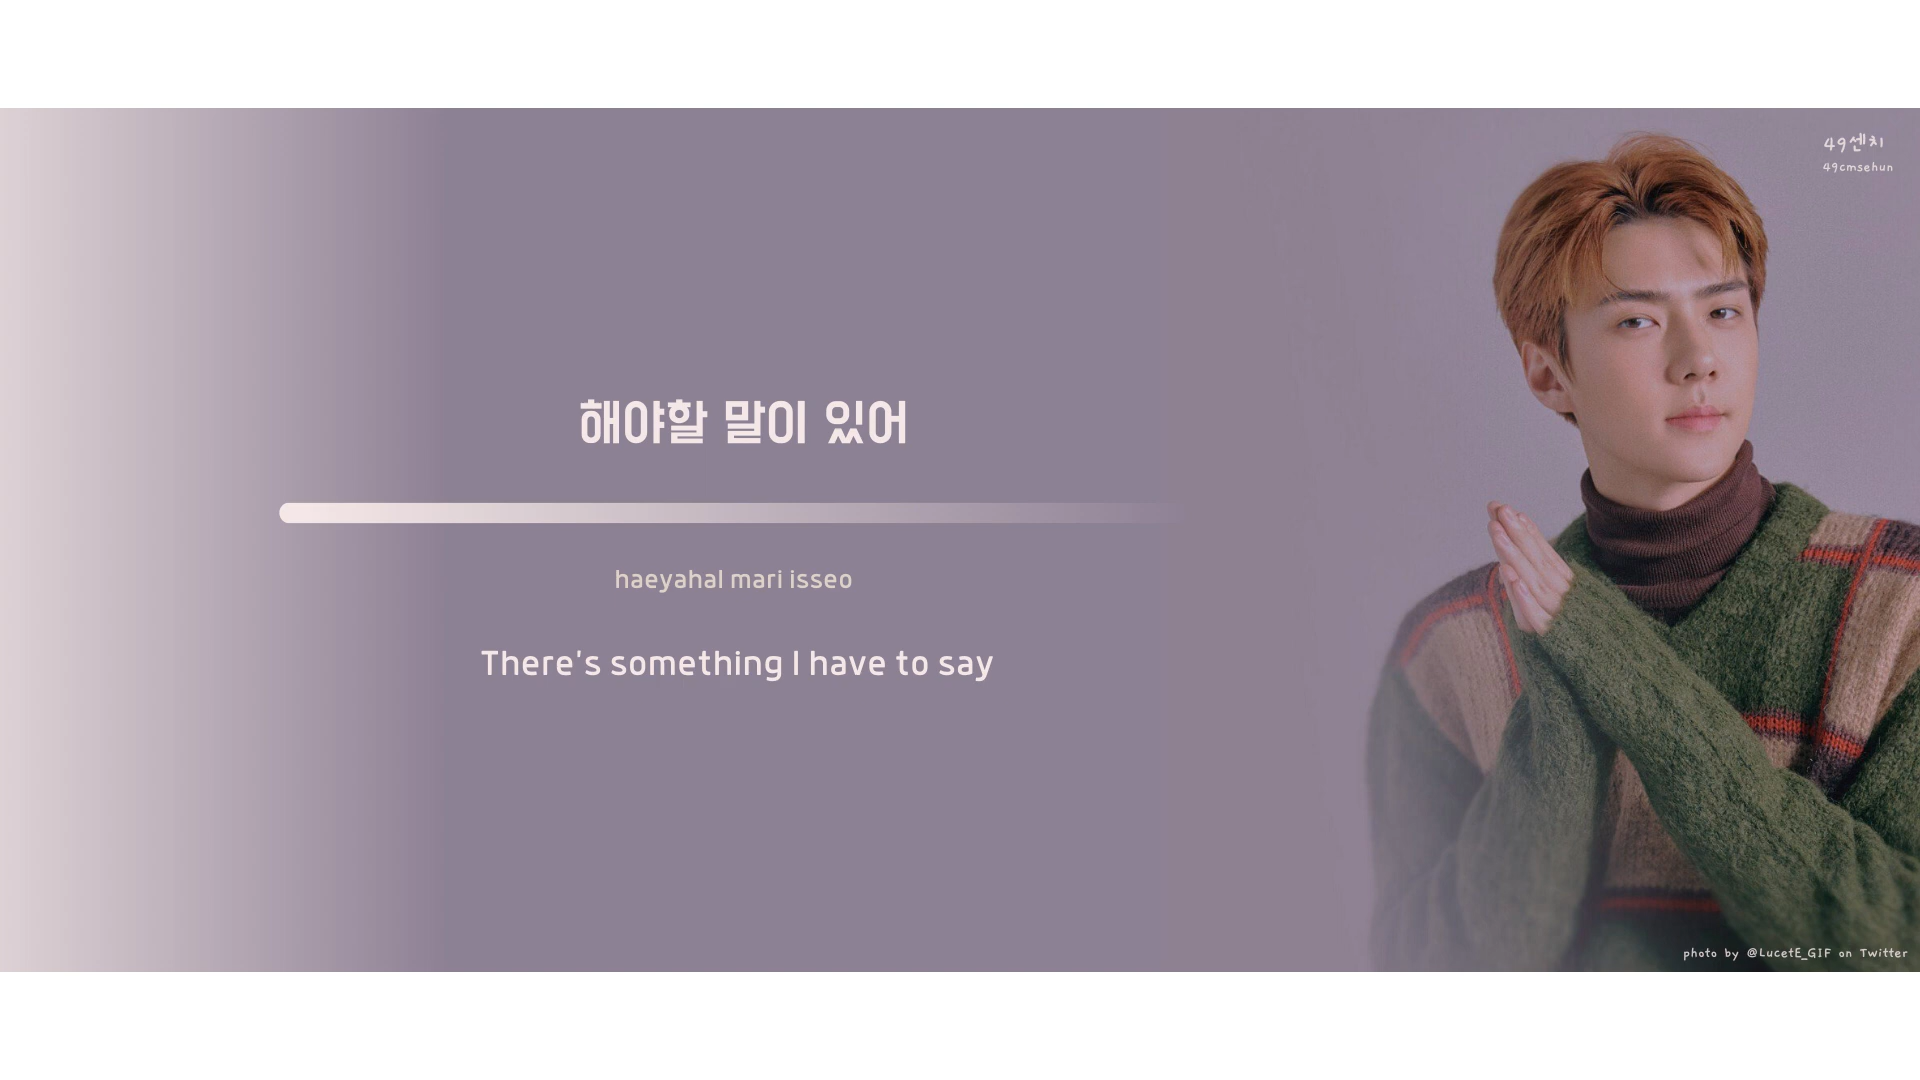 49센치
49cmsehun
해야할 말이 있어
haeyahal mari isseo
There's something I have to say
photo by @LucetE_GIF on Twitter